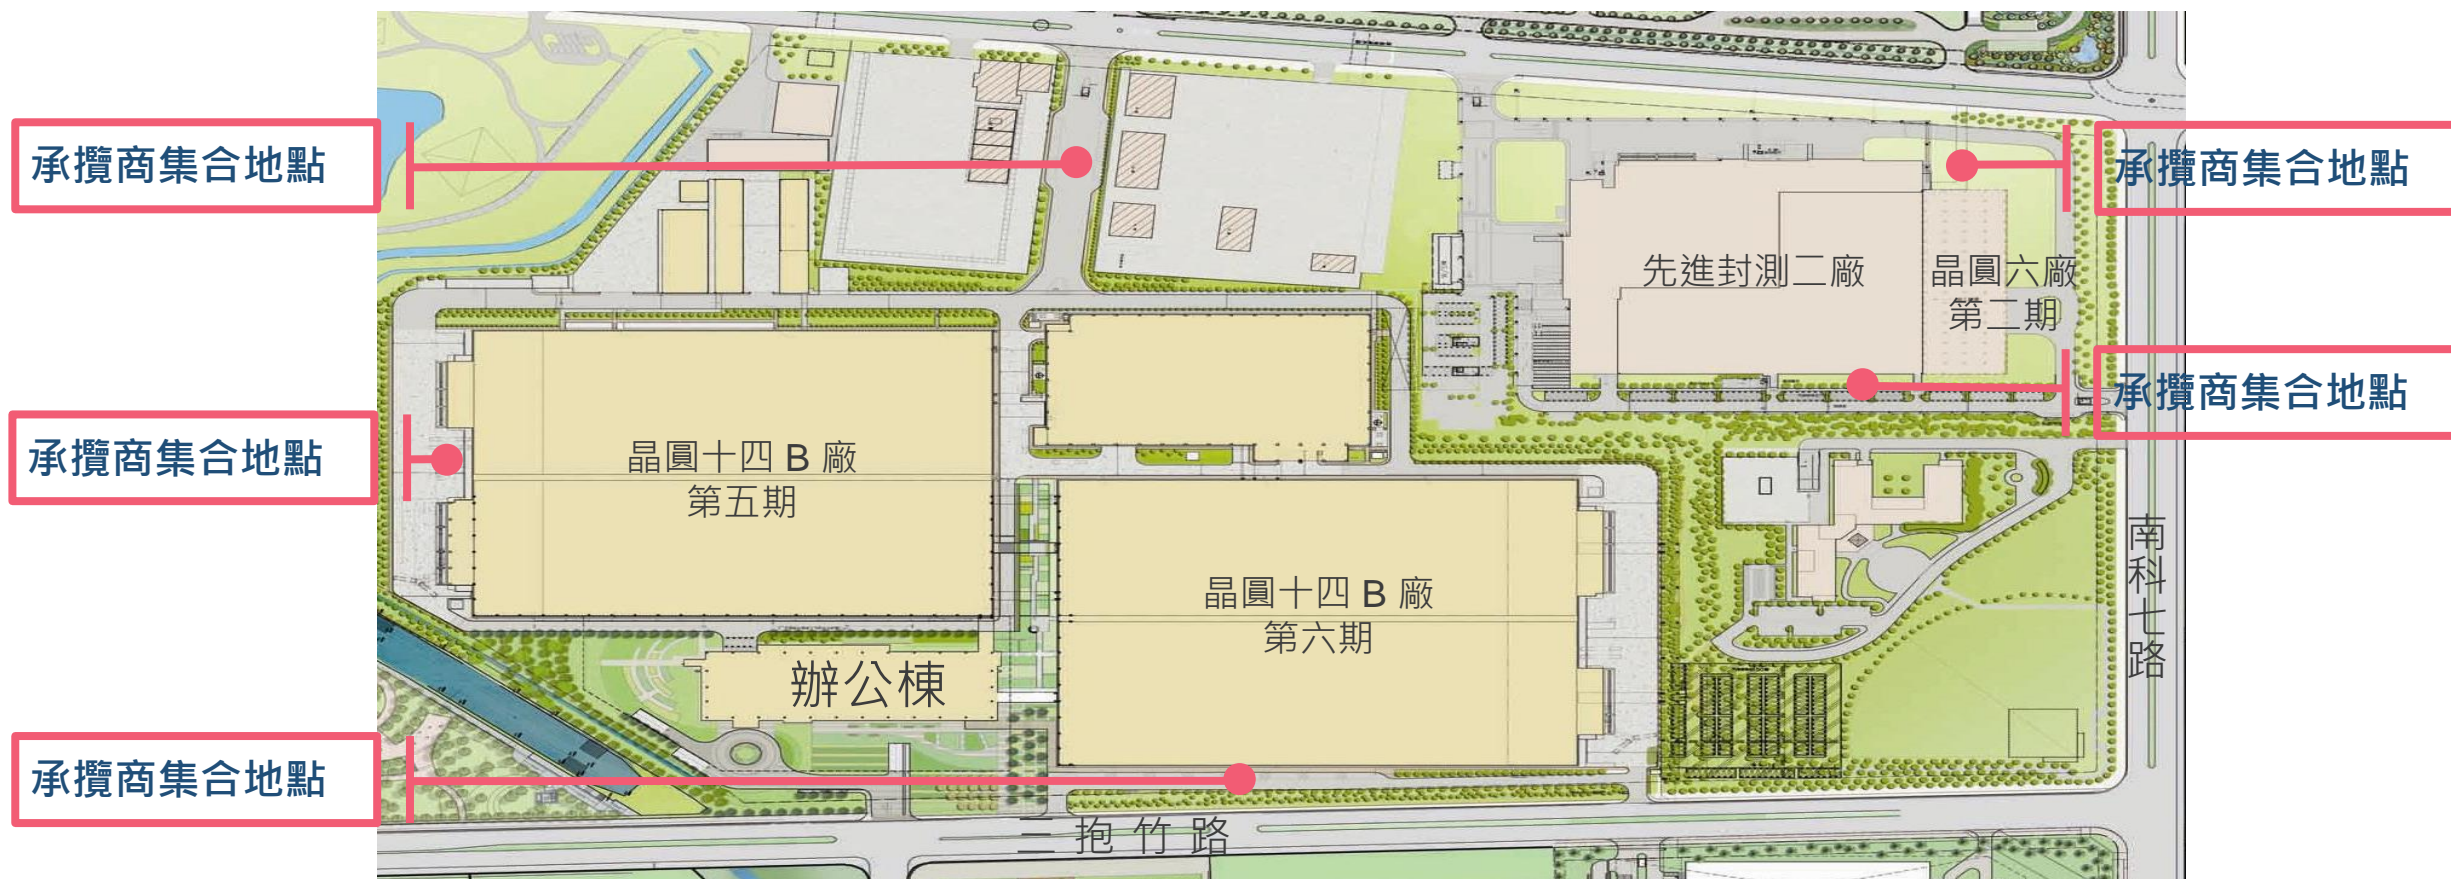 承攬商集合地點
承攬商集合地點
先進封測二廠
晶圓六廠
第二期
承攬商集合地點
承攬商集合地點
晶圓十四 B 廠
第五期
晶圓十四 B 廠
第六期
南科七路
辦公棟
承攬商集合地點
三抱竹路